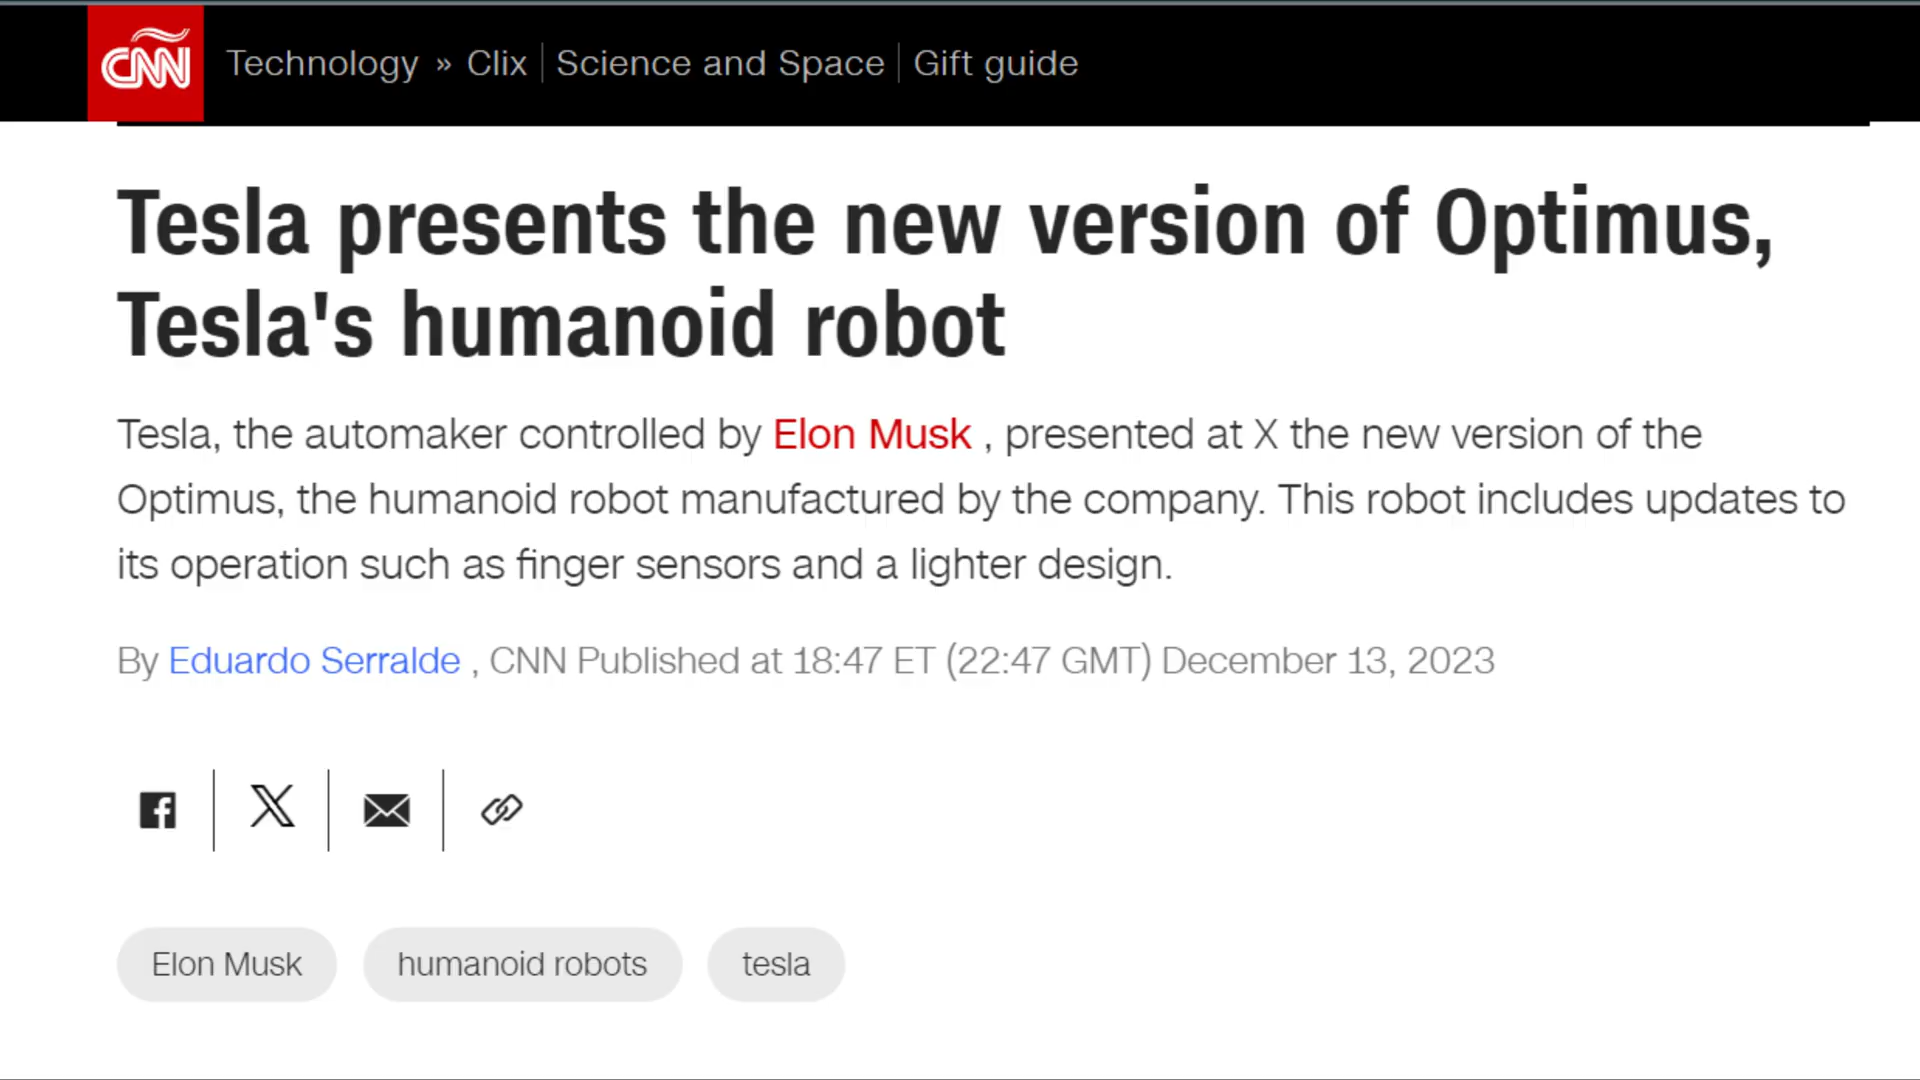 CNN Technology » Clix Science and Space Gift guide
Tesla presents the new version of Optimus,
Tesla's humanoid robot
Tesla, the automaker controlled by Elon Musk , presented at X the new version of the
Optimus, the humanoid robot manufactured by the company. This robot includes updates to
its operation such as finger sensors and a lighter design.
By Eduardo Serralde , CNN Published at 18:47 ET (22:47 GMT) December 13, 2023
Elon Musk humanoid robots tesla